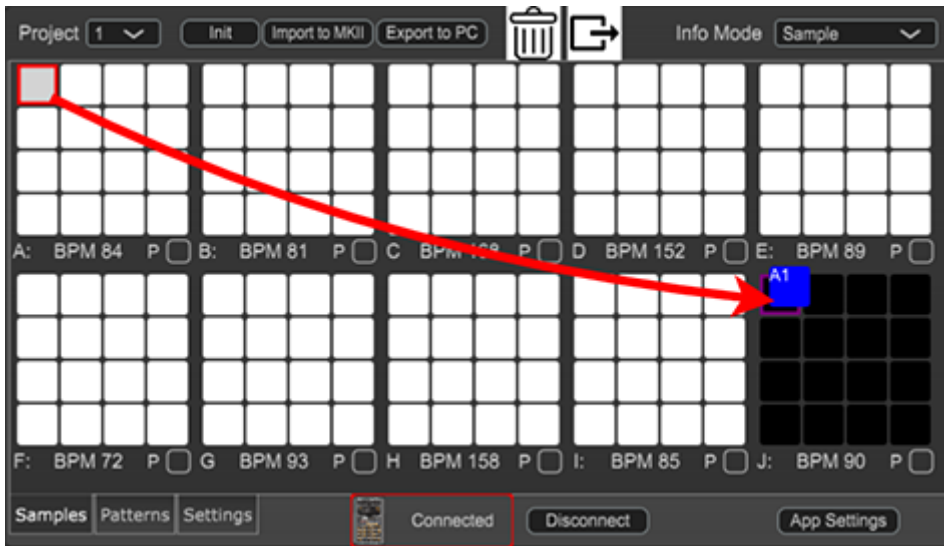 Project 1 Init Import to MKII Export to PC Info Mode Sample
A: BPM 84 P B: BPM 81 P C BPM 168 P D BPM 152 P E: BPM 89 P
A1
F: BPM 72 P G BPM 93 P H BPM 158 P I: BPM 85 P J: BPM 90 P
Samples Patterns Settings Connected Disconnect App Settings